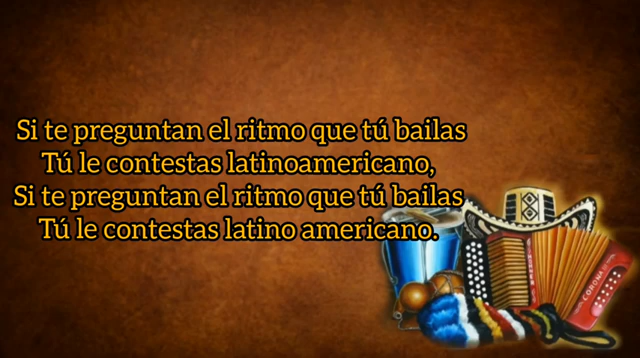 Si te preguntan el ritmo que tú bailas
Tú le contestas latinoamericano,
Si te preguntan el ritmo que tú bailas
Tú le contestas latino americano.
CORONA